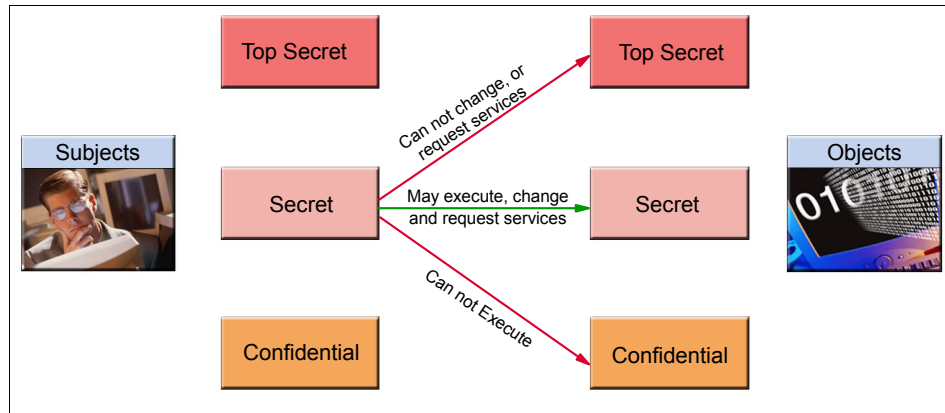 Top Secret
Top Secret
Can not change, or
request services
Subjects
Objects
Secret
May execute, change
and request services
Secret
Can not Execute
Confidential
Confidential